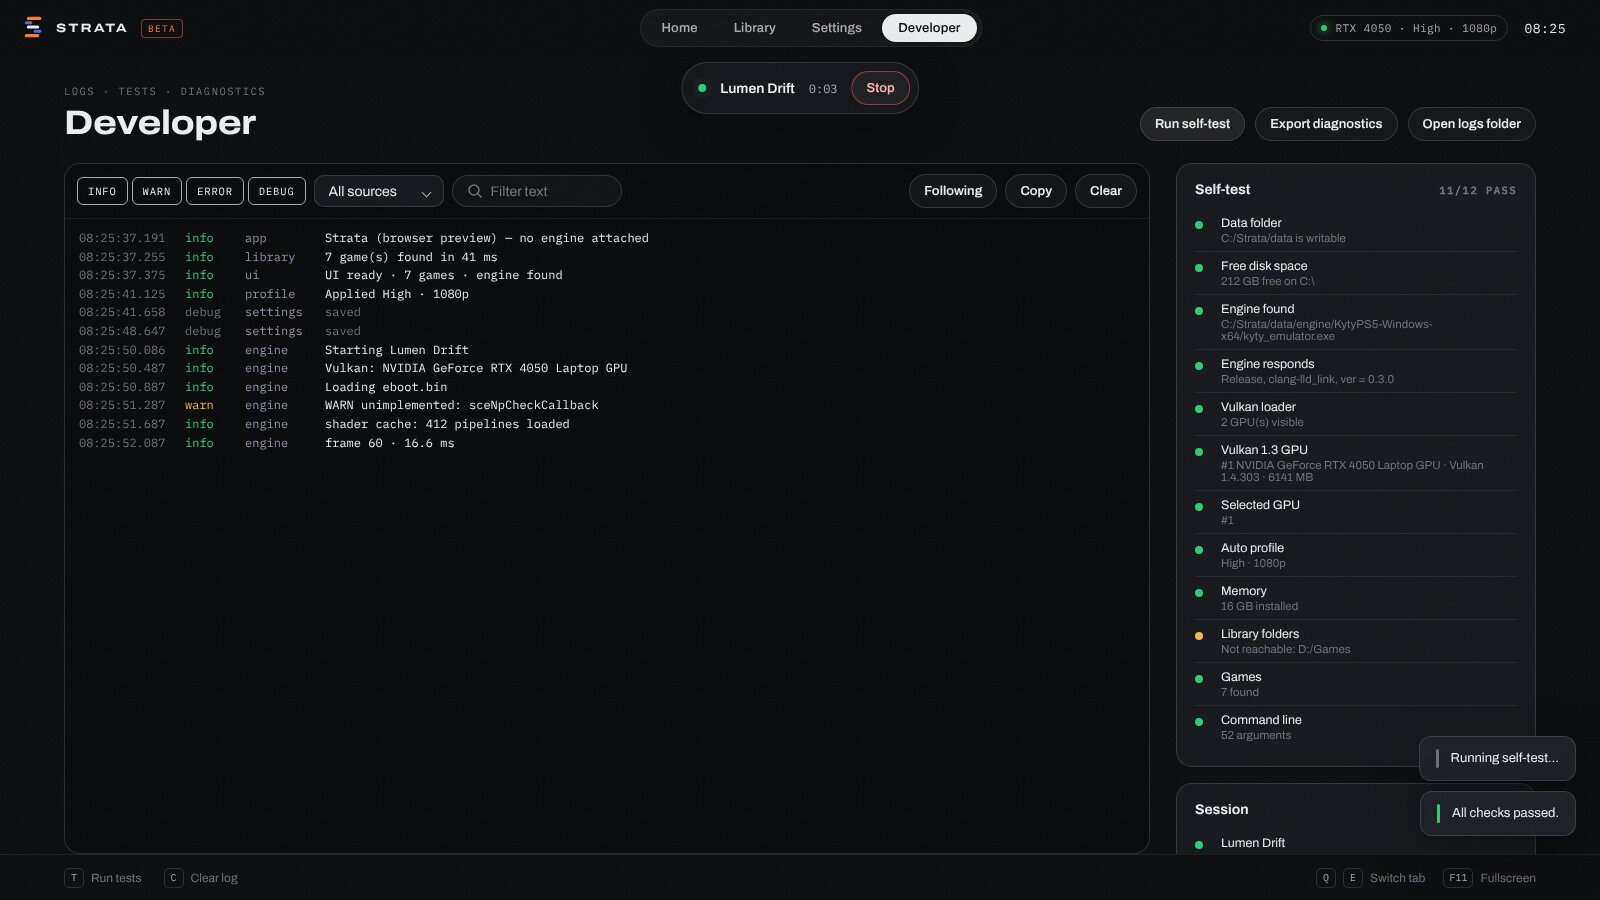 STRATA BETA
Home Library Settings Developer
RTX 4050 · High · 1080p 08:25
Lumen Drift 0:03 Stop
LOGS · TESTS · DIAGNOSTICS
Developer
Run self-test Export diagnostics Open logs folder
INFO WARN ERROR DEBUG All sources Filter text Following Copy Clear
08:25:37.191 info app Strata (browser preview) — no engine attached
08:25:37.255 info library 7 game(s) found in 41 ms
08:25:37.375 info ui UI ready · 7 games · engine found
08:25:41.125 info profile Applied High · 1080p
08:25:41.658 debug settings saved
08:25:48.647 debug settings saved
08:25:50.086 info engine Starting Lumen Drift
08:25:50.487 info engine Vulkan: NVIDIA GeForce RTX 4050 Laptop GPU
08:25:50.887 info engine Loading eboot.bin
08:25:51.287 warn engine WARN unimplemented: sceNpCheckCallback
08:25:51.687 info engine shader cache: 412 pipelines loaded
08:25:52.087 info engine frame 60 · 16.6 ms
Self-test 11/12 PASS
Data folder
C:/Strata/data is writable
Free disk space
212 GB free on C:\
Engine found
C:/Strata/data/engine/KytyPS5-Windows-
x64/kyty_emulator.exe
Engine responds
Release, clang-lld_link, ver = 0.3.0
Vulkan loader
2 GPU(s) visible
Vulkan 1.3 GPU
#1 NVIDIA GeForce RTX 4050 Laptop GPU · Vulkan
1.4.303 · 6141 MB
Selected GPU
#1
Auto profile
High · 1080p
Memory
16 GB installed
Library folders
Not reachable: D:/Games
Games
7 found
Command line
52 arguments
Running self-test...
Session
All checks passed.
Lumen Drift
T Run tests C Clear log
Q E Switch tab F11 Fullscreen